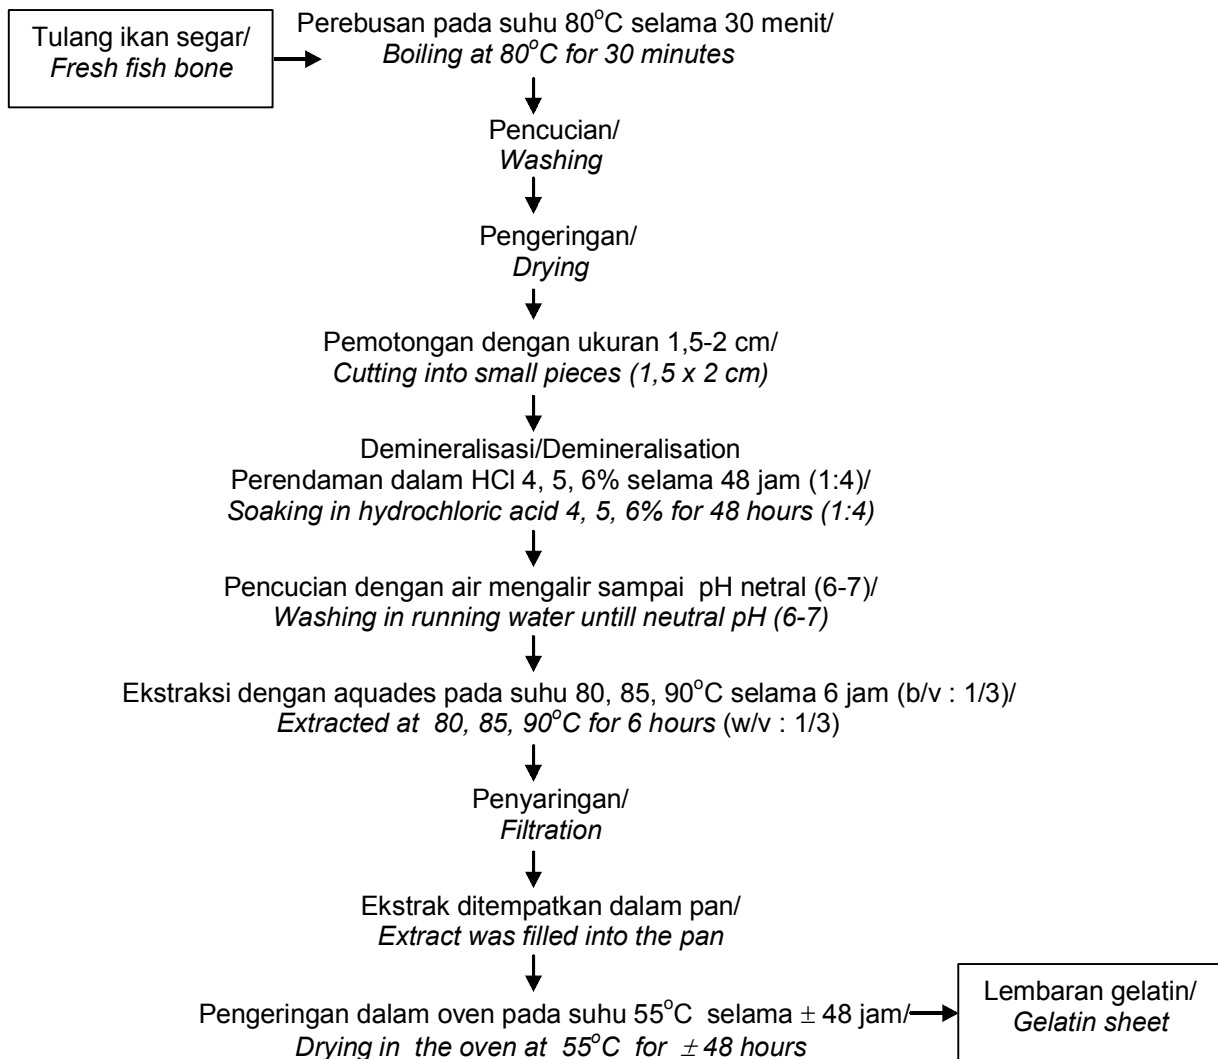 Tulang ikan segar/
Fresh fish bone
Perebusan pada suhu 80°C selama 30 menit/
Boiling at 80°C for 30 minutes
Pencucian/
Washing
Pengeringan/
Drying
Pemotongan dengan ukuran 1,5-2 cm/
Cutting into small pieces (1,5 x 2 cm)
Demineralisasi/Demineralisation
Perendaman dalam HCl 4, 5, 6% selama 48 jam (1:4)/
Soaking in hydrochloric acid 4, 5, 6% for 48 hours (1:4)
Pencucian dengan air mengalir sampai pH netral (6-7)/
Washing in running water untill neutral pH (6-7)
Ekstraksi dengan aquades pada suhu 80, 85, 90°C selama 6 jam (b/v : 1/3)/
Extracted at 80, 85, 90°C for 6 hours (w/v : 1/3)
Penyaringan/
Filtration
Ekstrak ditempatkan dalam pan/
Extract was filled into the pan
Pengeringan dalam oven pada suhu 55°C selama ± 48 jam/
Drying in the oven at 55°C for ± 48 hours
Lembaran gelatin/
Gelatin sheet